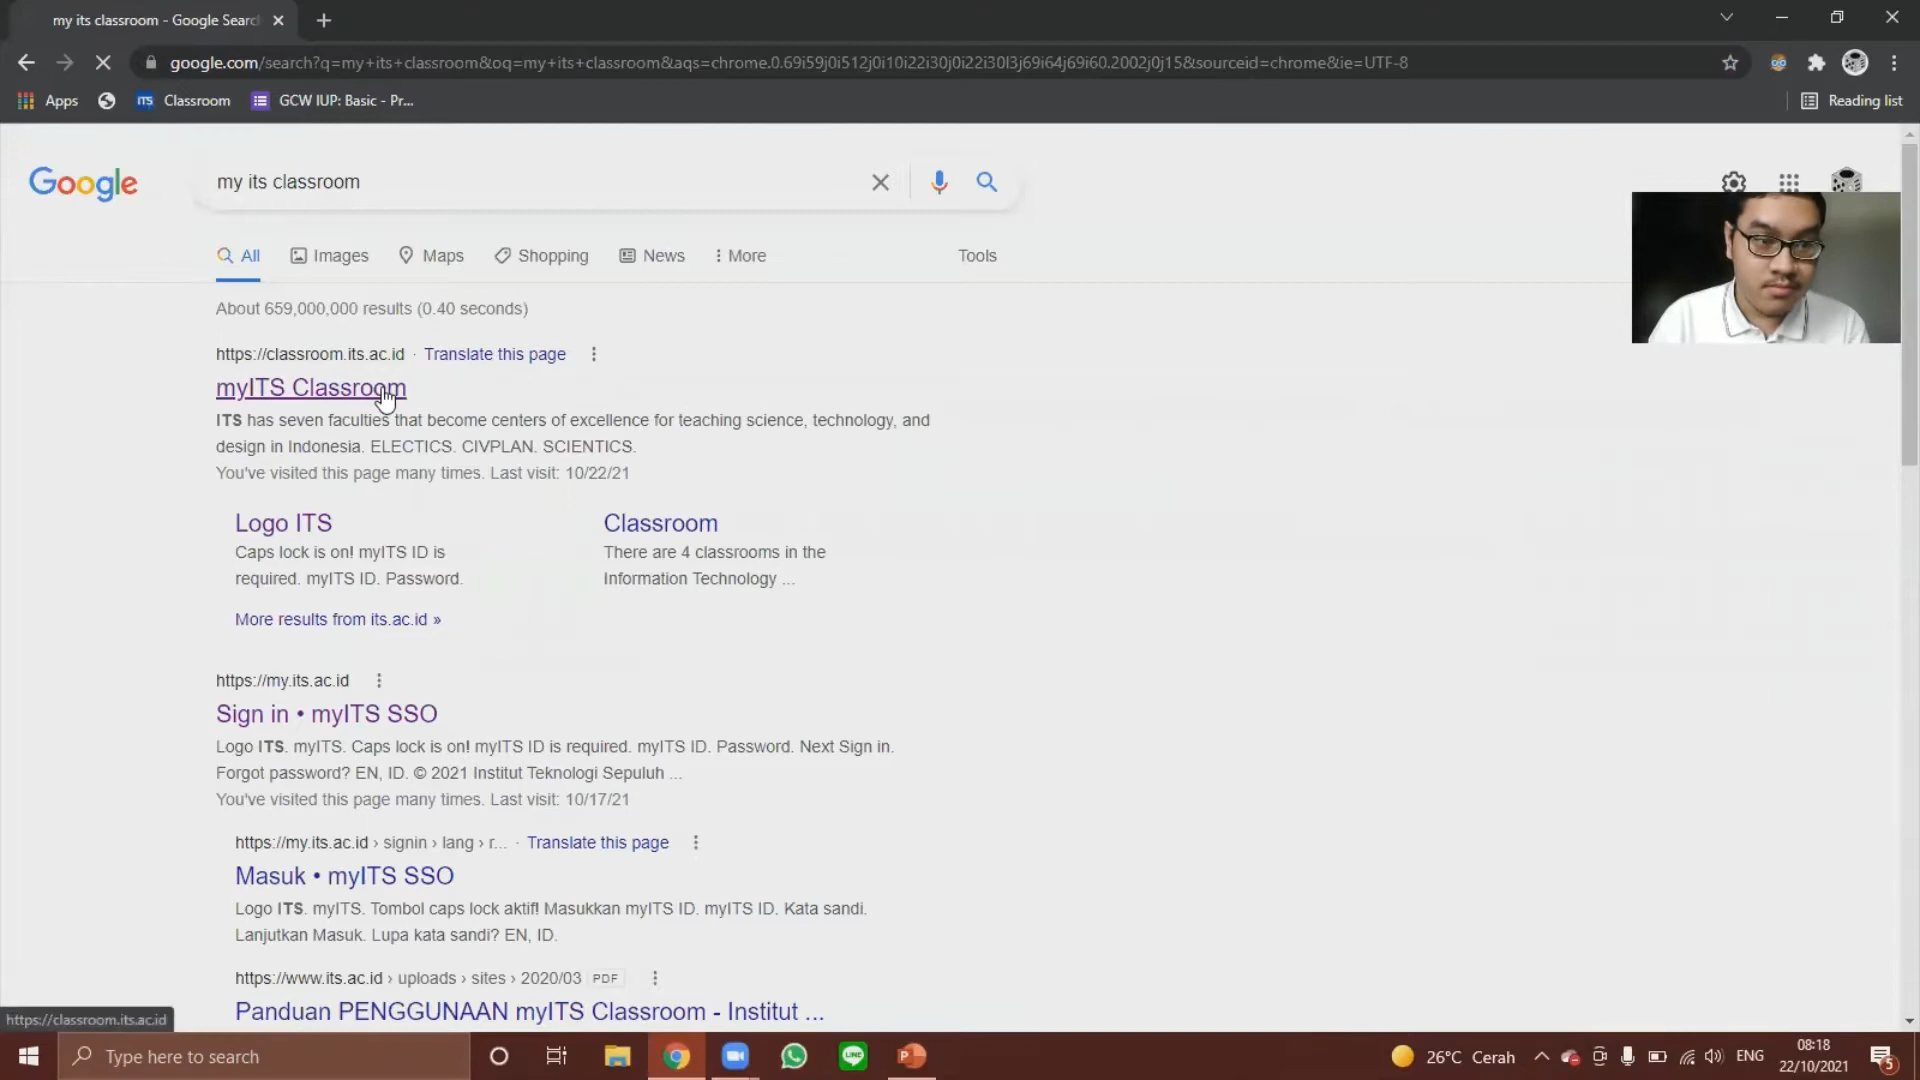 my its classroom - Google Searc
google.com/search?q=my+its+classroom&oq=my+its+classroom&aqs=chrome.0.69i59j0i512j0i10i22i30j0i22i30l3j69i64j69i60.2002j0j15&sourceid=chrome&ie=UTF-8
Apps
ITS Classroom
GCW IUP: Basic - Pr...
Reading list
Google
my its classroom
All Images Maps Shopping News More Tools
About 659,000,000 results (0.40 seconds)
https://classroom.its.ac.id · Translate this page
myITS Classroom
ITS has seven faculties that become centers of excellence for teaching science, technology, and
design in Indonesia. ELECTICS. CIVPLAN. SCIENTICS.
You've visited this page many times. Last visit: 10/22/21
Logo ITS
Caps lock is on! myITS ID is
required. myITS ID. Password.
Classroom
There are 4 classrooms in the
Information Technology ...
More results from its.ac.id »
https://my.its.ac.id
Sign in • myITS SSO
Logo ITS. myITS. Caps lock is on! myITS ID is required. myITS ID. Password. Next Sign in.
Forgot password? EN, ID. © 2021 Institut Teknologi Sepuluh ...
You've visited this page many times. Last visit: 10/17/21
https://my.its.ac.id › signin › lang › r... · Translate this page
Masuk • myITS SSO
Logo ITS. myITS. Tombol caps lock aktif! Masukkan myITS ID. myITS ID. Kata sandi.
Lanjutkan Masuk. Lupa kata sandi? EN, ID.
https://www.its.ac.id › uploads › sites › 2020/03 PDF
Panduan PENGGUNAAN myITS Classroom - Institut ...
https://classroom.its.ac.id
Type here to search
LINE
26°C Cerah
ENG
08:18
22/10/2021
5